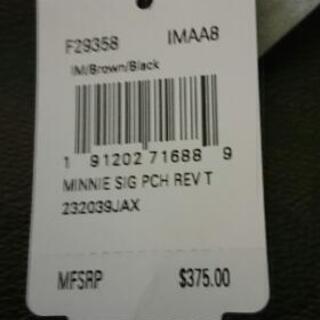 F29358 IMAA8
IM/Brown/Black
1 91202 71688 9
MINNIE SIG PCH REV T
232039JAX
MFSRP $375.00